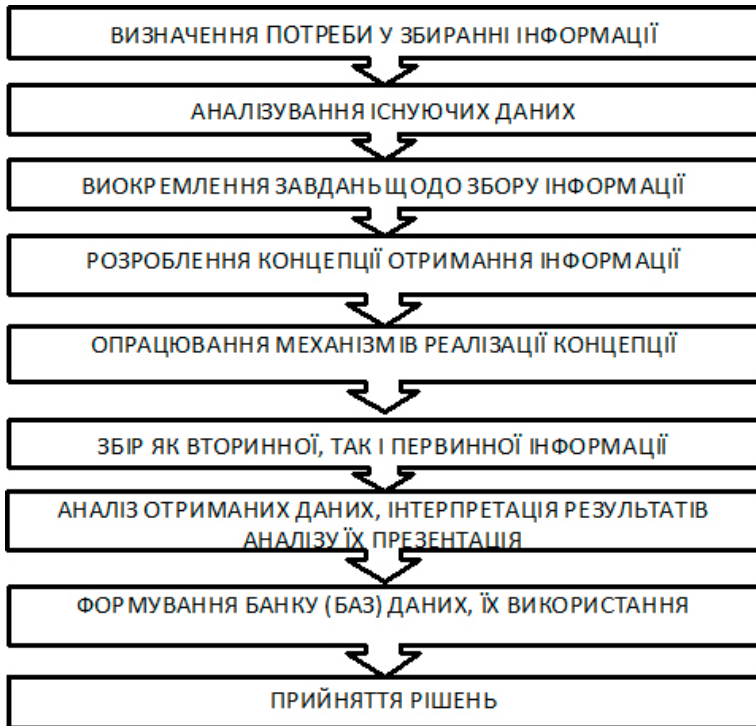 ВИЗНАЧЕННЯ ПОТРЕБИ У ЗБИРАННІ ІНФОРМАЦІЇ
АНАЛІЗУВАННЯ ІСНУЮЧИХ ДАНИХ
ВИОКРЕМЛЕННЯ ЗАВДАНЬ ЩОДО ЗБОРУ ІНФОРМАЦІЇ
РОЗРОБЛЕННЯ КОНЦЕПЦІЇ ОТРИМАННЯ ІНФОРМАЦІЇ
ОПРАЦЮВАННЯ МЕХАНІЗМІВ РЕАЛІЗАЦІЇ КОНЦЕПЦІЇ
ЗБІР ЯК ВТОРИННОЇ, ТАК І ПЕРВИННОЇ ІНФОРМАЦІЇ
АНАЛІЗ ОТРИМАНИХ ДАНИХ, ІНТЕРПРЕТАЦІЯ РЕЗУЛЬТАТІВ
АНАЛІЗУ ЇХ ПРЕЗЕНТАЦІЯ
ФОРМУВАННЯ БАНКУ (БАЗ) ДАНИХ, ЇХ ВИКОРИСТАННЯ
ПРИЙНЯТТЯ РІШЕНЬ